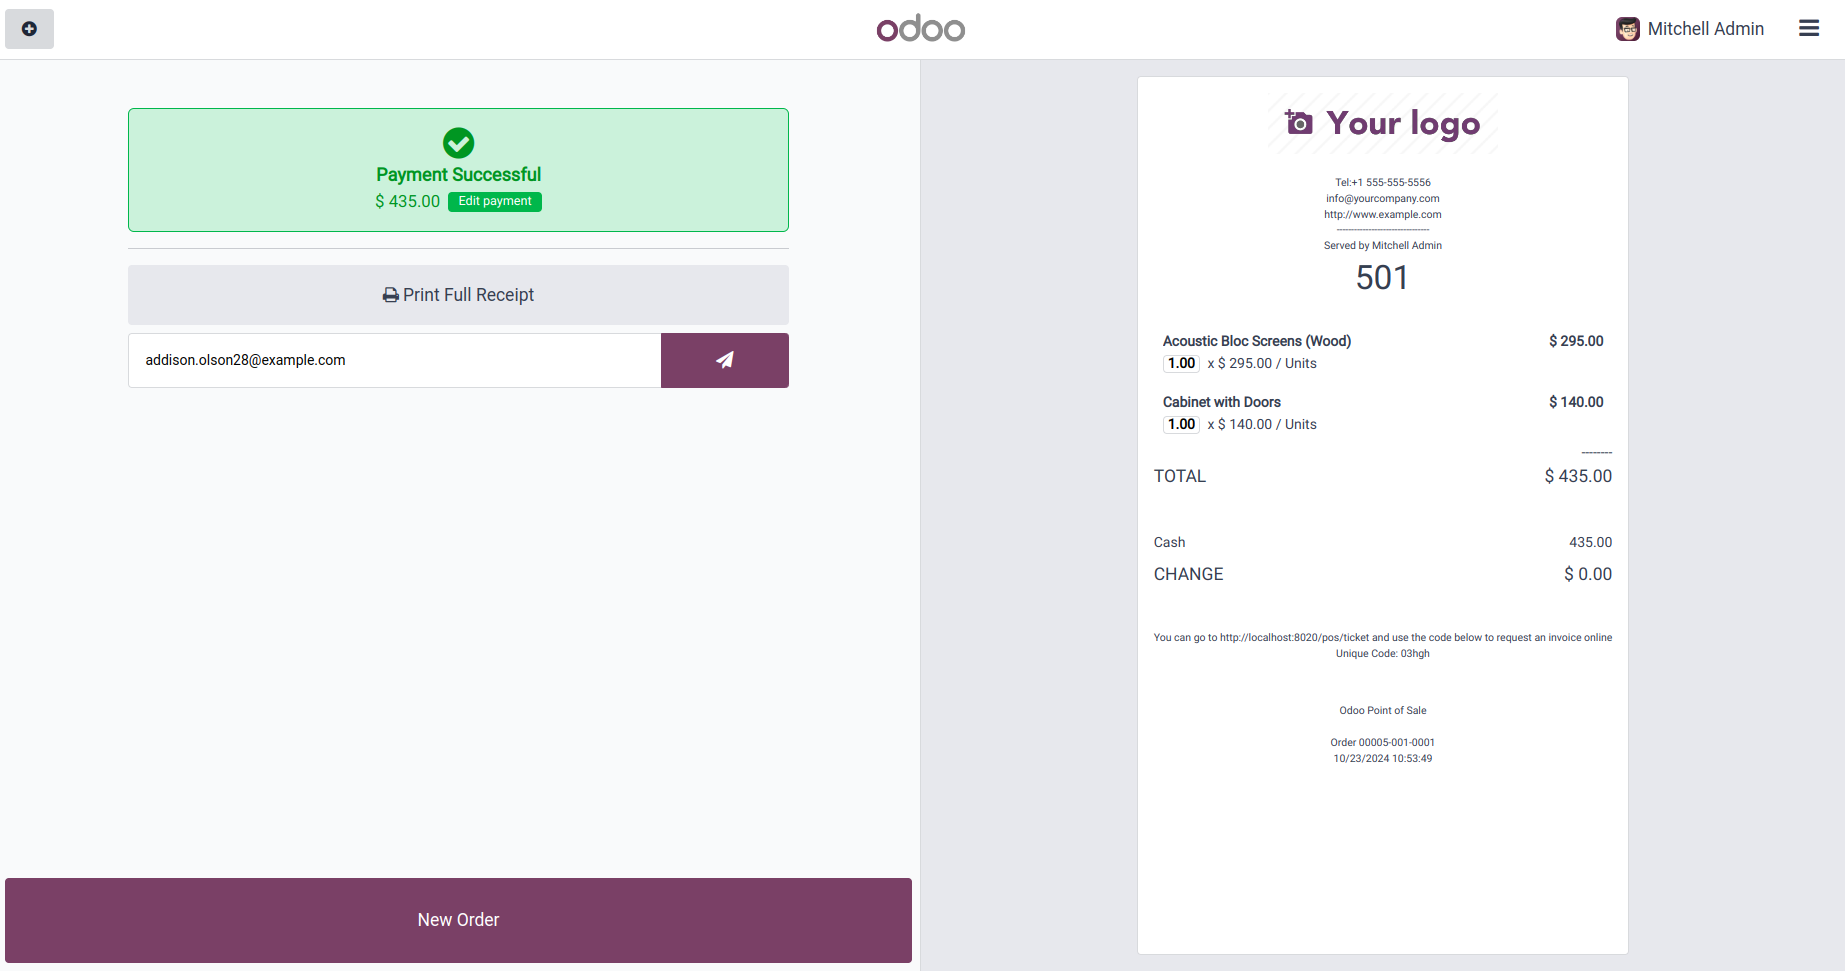 odoo
Mitchell Admin
Payment Successful
$ 435.00 Edit payment
Print Full Receipt
addison.olson28@example.com
New Order
Your logo
Tel:+1 555-555-5556
info@yourcompany.com
http://www.example.com
--------------------------------
Served by Mitchell Admin
501
Acoustic Bloc Screens (Wood) $ 295.00
1.00 x $ 295.00 / Units
Cabinet with Doors $ 140.00
1.00 x $ 140.00 / Units
--------
TOTAL $ 435.00
Cash 435.00
CHANGE $ 0.00
You can go to http://localhost:8020/pos/ticket and use the code below to request an invoice online
Unique Code: 03hgh
Odoo Point of Sale
Order 00005-001-0001
10/23/2024 10:53:49